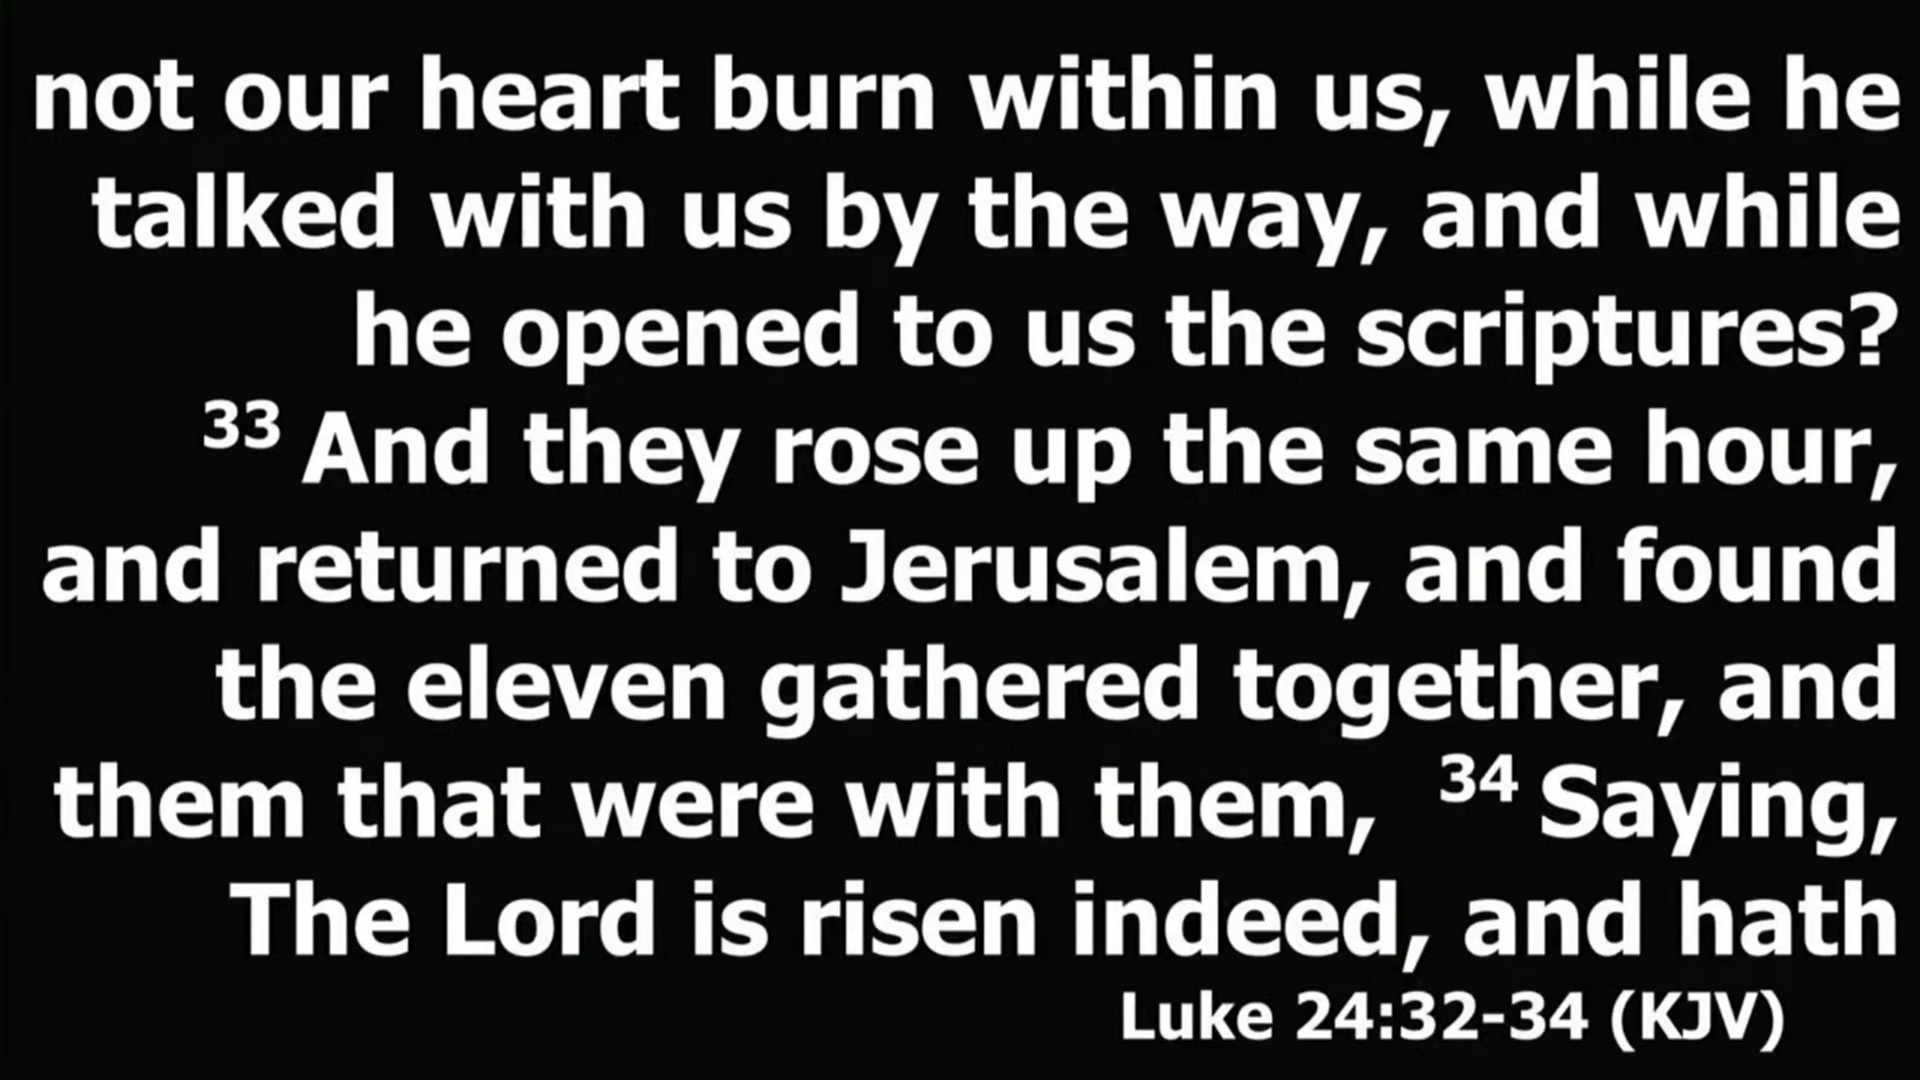 not our heart burn within us, while he
talked with us by the way, and while
he opened to us the scriptures?
33 And they rose up the same hour,
and returned to Jerusalem, and found
the eleven gathered together, and
them that were with them, 34 Saying,
The Lord is risen indeed, and hath
Luke 24:32-34 (KJV)